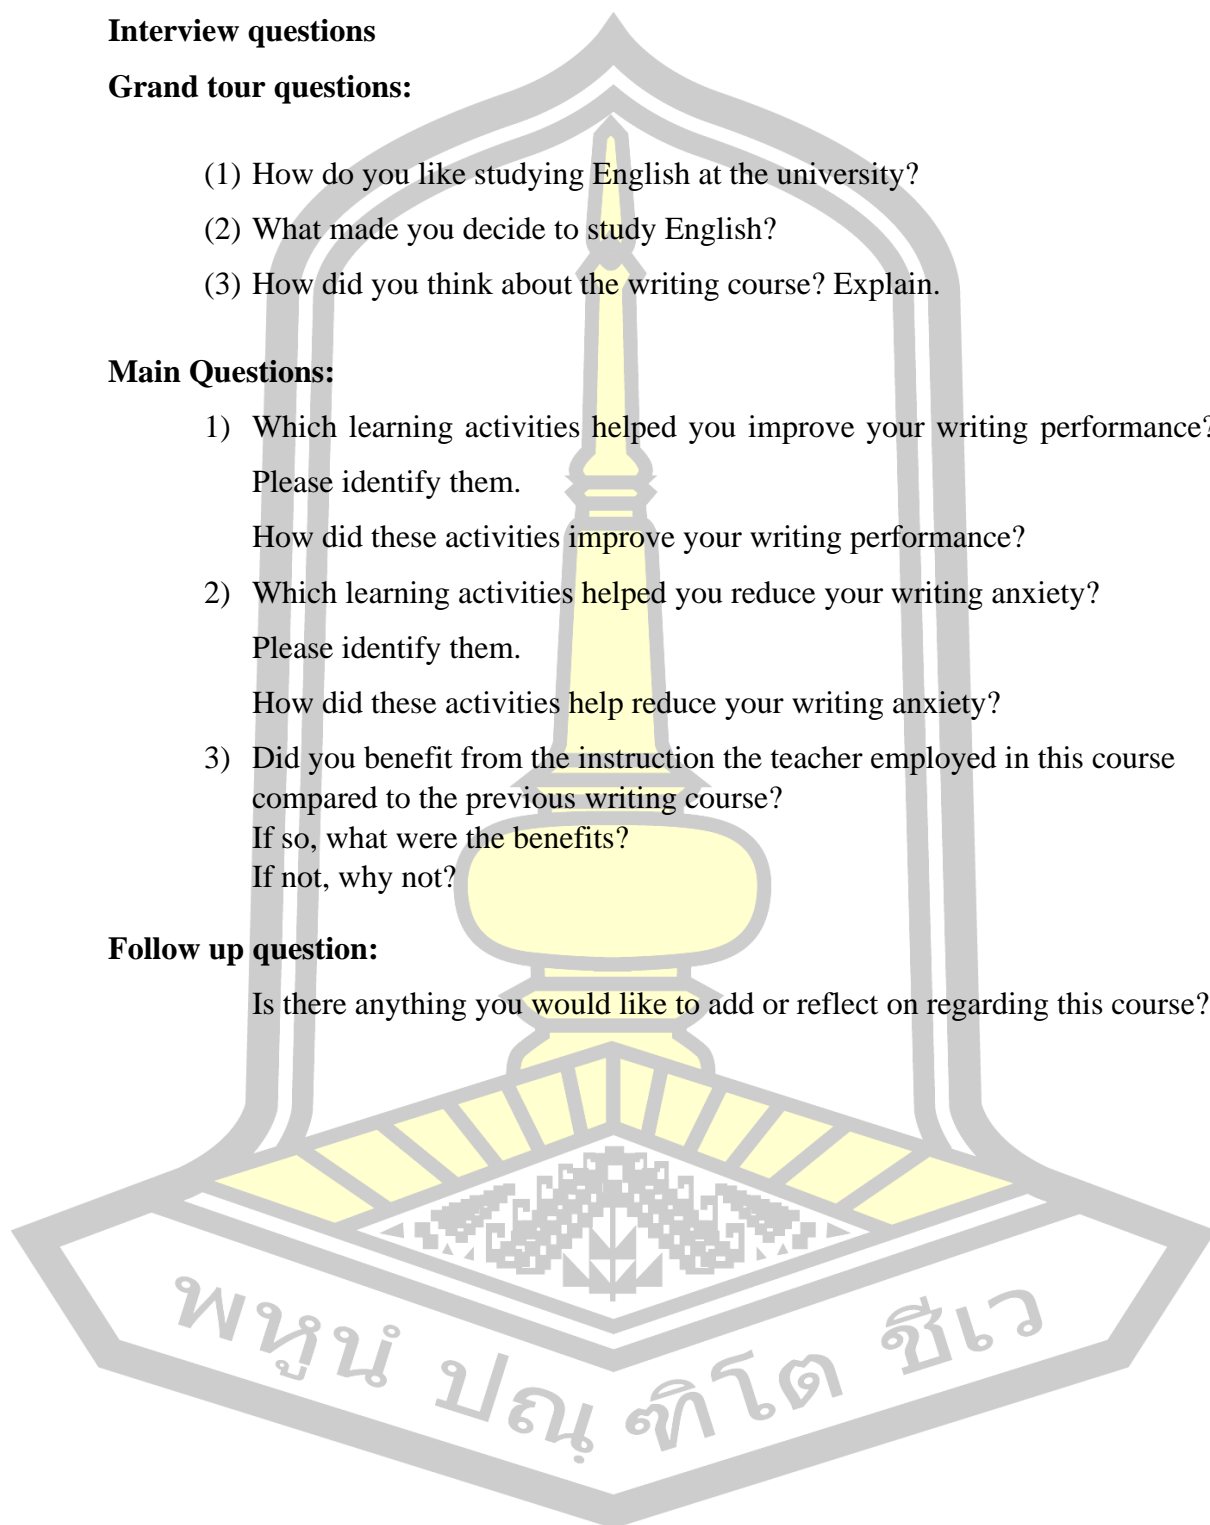 Interview questions
Grand tour questions:
(1) How do you like studying English at the university?
(2) What made you decide to study English?
(3) How did you think about the writing course? Explain.
Main Questions:
1) Which learning activities helped you improve your writing performance?
Please identify them.
How did these activities improve your writing performance?
2) Which learning activities helped you reduce your writing anxiety?
Please identify them.
How did these activities help reduce your writing anxiety?
3) Did you benefit from the instruction the teacher employed in this course
compared to the previous writing course?
If so, what were the benefits?
If not, why not?
Follow up question:
Is there anything you would like to add or reflect on regarding this course?
พหูนํ ปณฺฑิโต ชีเว